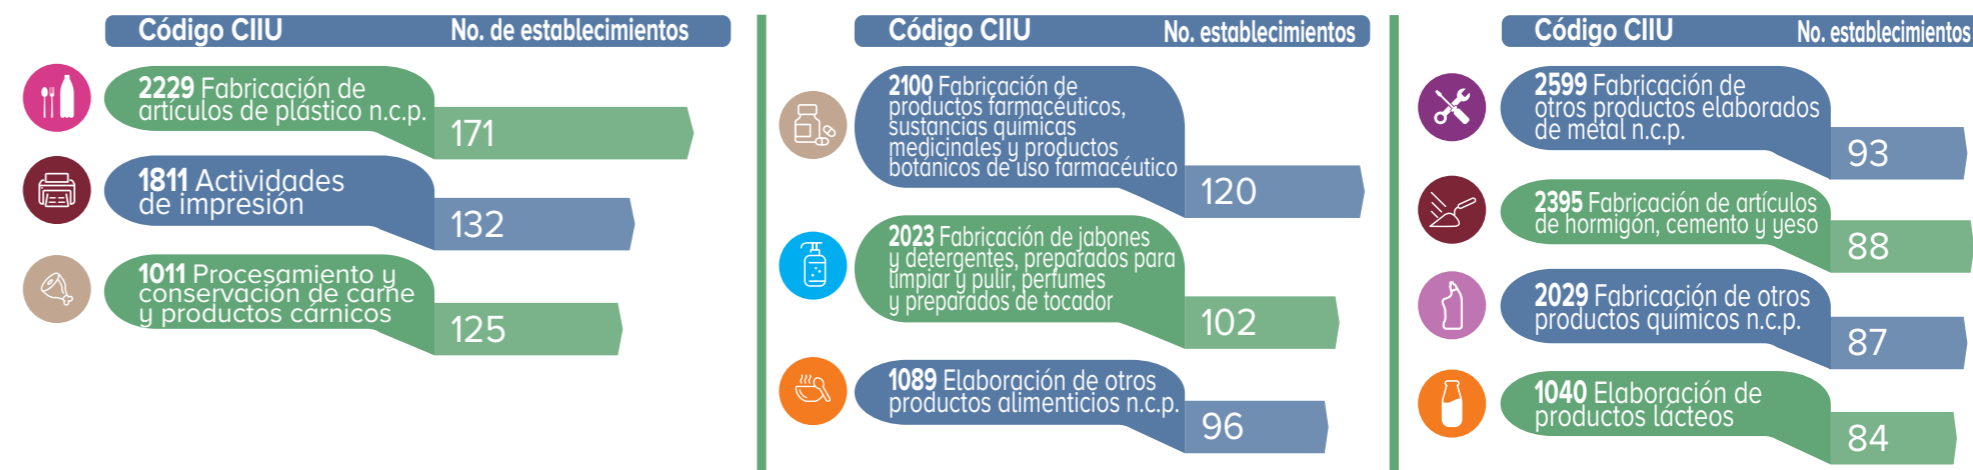 Código CIIU No. de establecimientos
2229 Fabricación de
artículos de plástico n.c.p.
171
1811 Actividades
de impresión
132
1011 Procesamiento y
conservación de carne
y productos cárnicos
125
Código CIIU No. establecimientos
2100 Fabricación de
productos farmacéuticos,
sustancias químicas
medicinales y productos
botánicos de uso farmacéutico
120
2023 Fabricación de jabones
y detergentes, preparados para
limpiar y pulir, perfumes
y preparados de tocador
102
1089 Elaboración de otros
productos alimenticios n.c.p.
96
Código CIIU No. establecimientos
2599 Fabricación de
otros productos elaborados
de metal n.c.p.
93
2395 Fabricación de artículos
de hormigón, cemento y yeso
88
2029 Fabricación de otros
productos químicos n.c.p.
87
1040 Elaboración de
productos lácteos
84